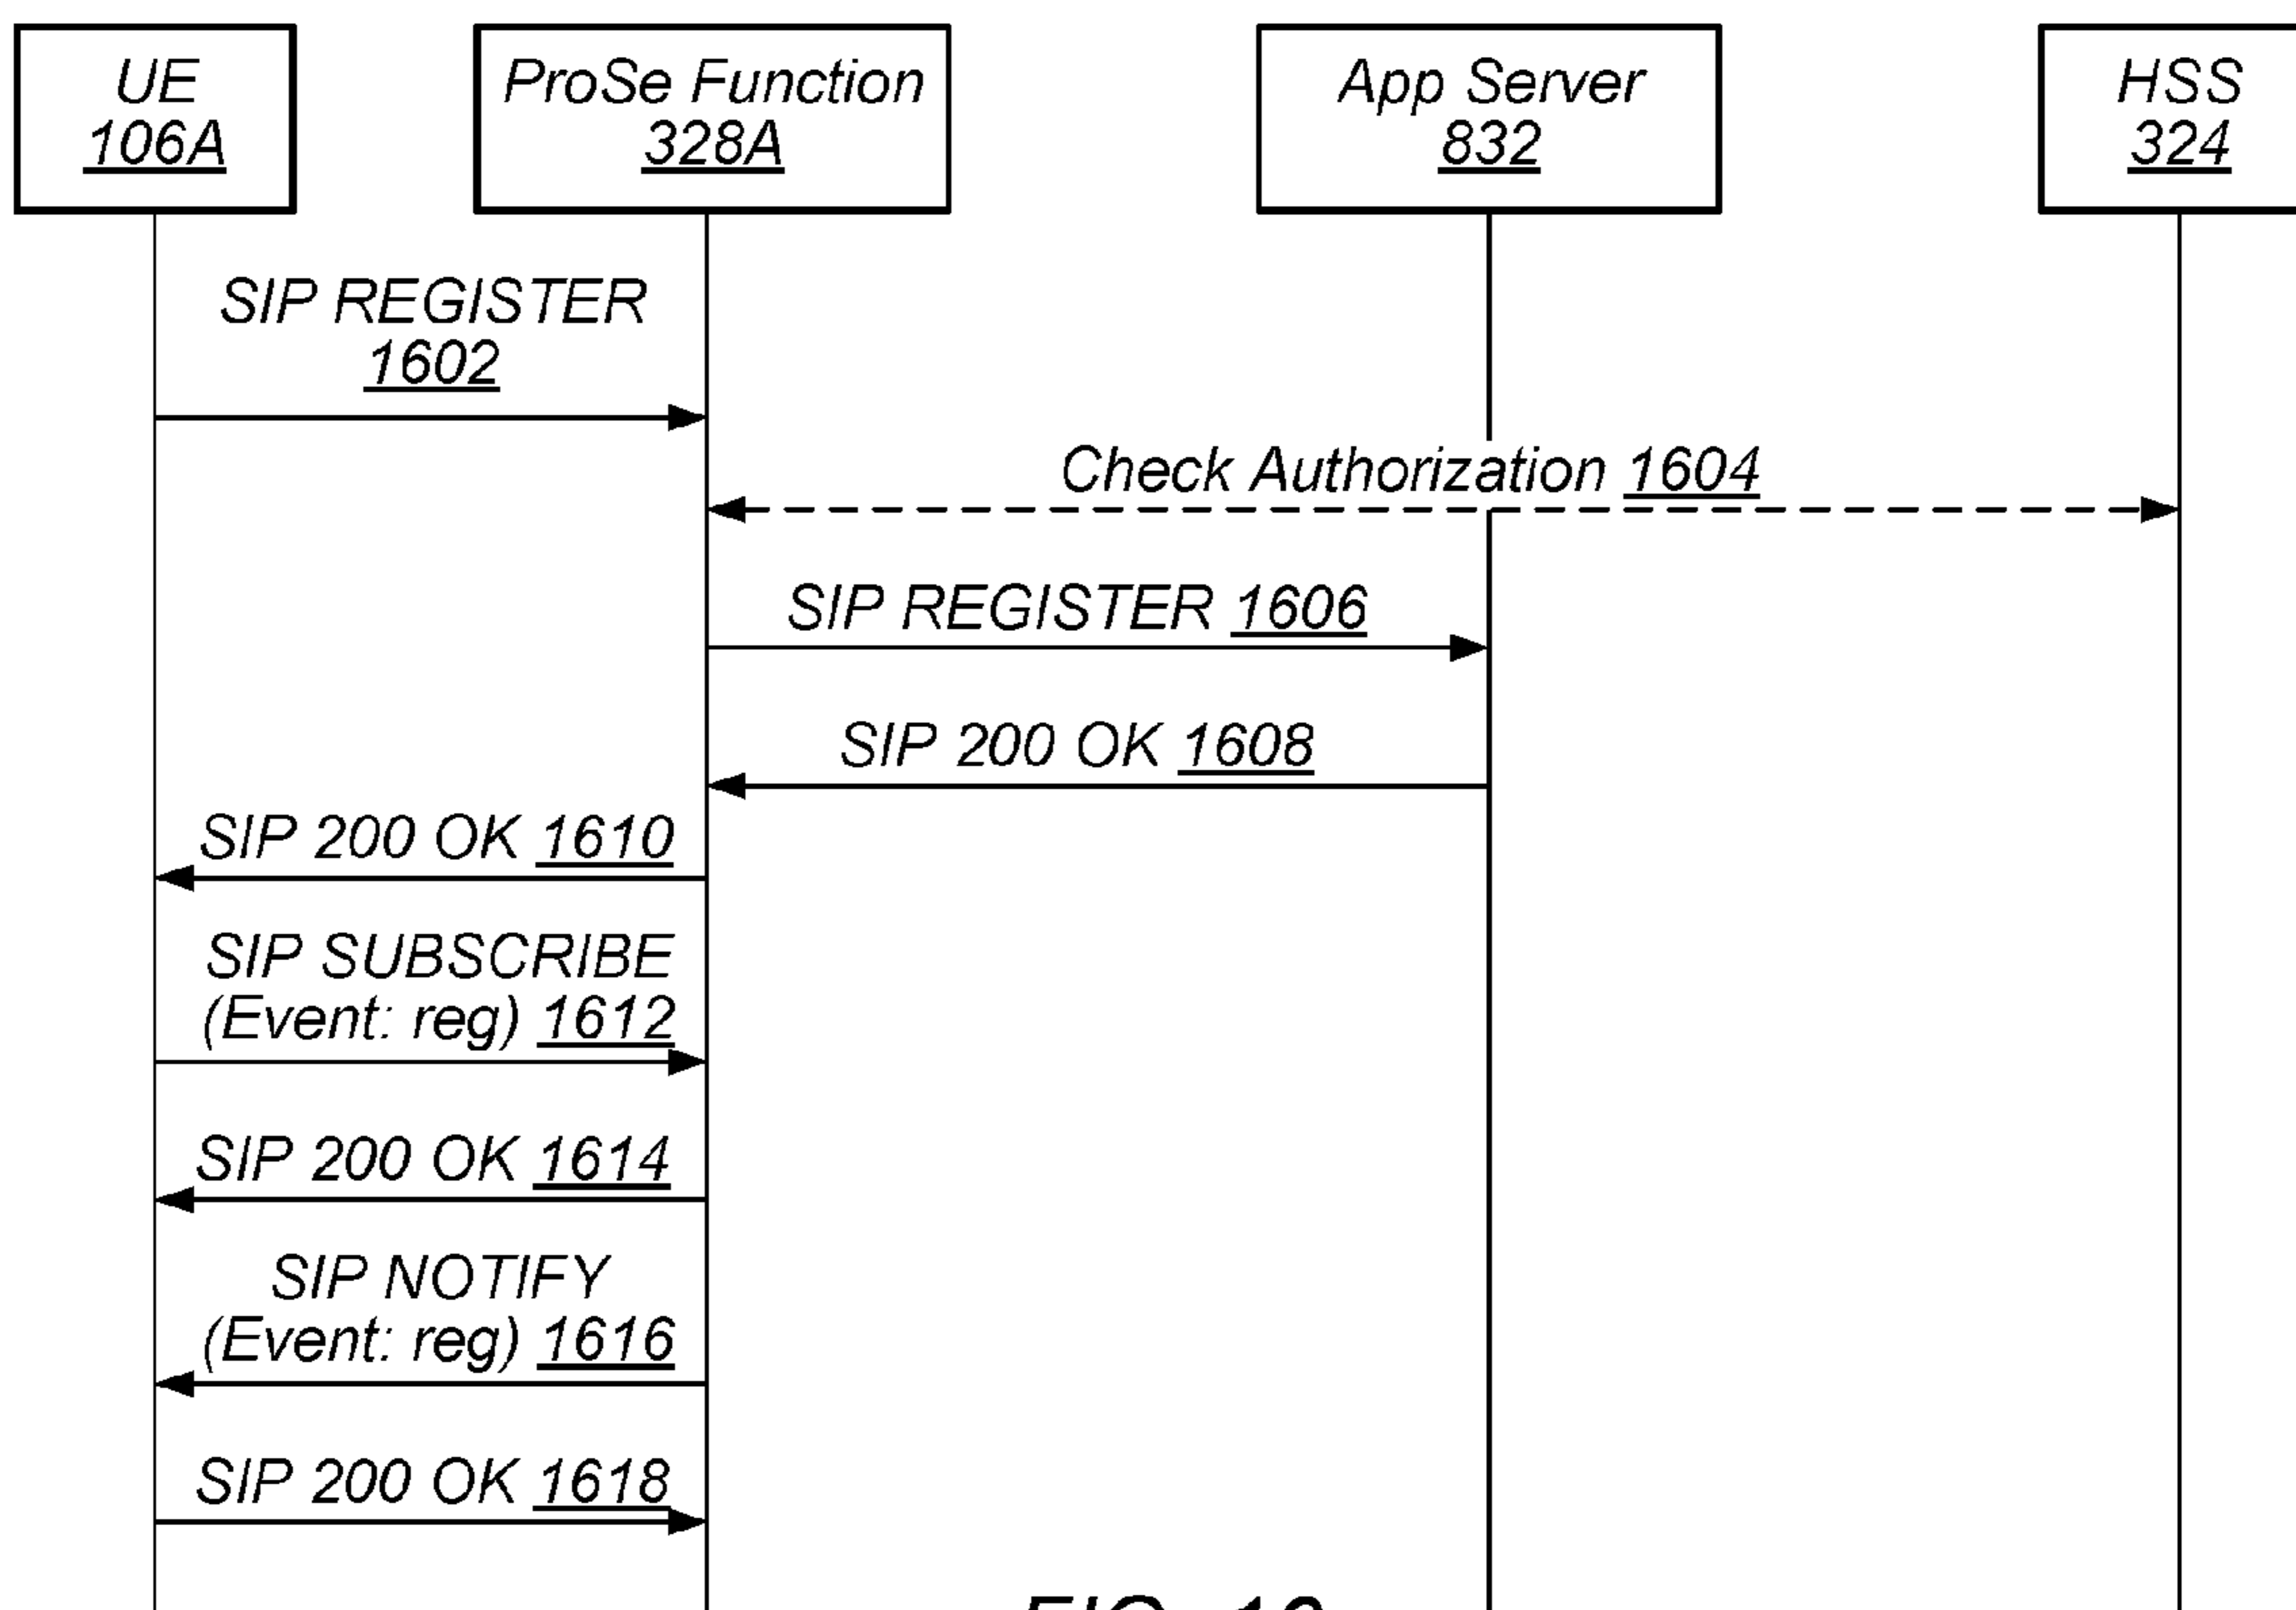 UE
106A
ProSe Function
328A
App Server
832
HSS
324
SIP REGISTER
1602
Check Authorization 1604
SIP REGISTER 1606
SIP 200 OK 1608
SIP 200 OK 1610
SIP SUBSCRIBE
(Event: reg) 1612
SIP 200 OK 1614
SIP NOTIFY
(Event: reg) 1616
SIP 200 OK 1618